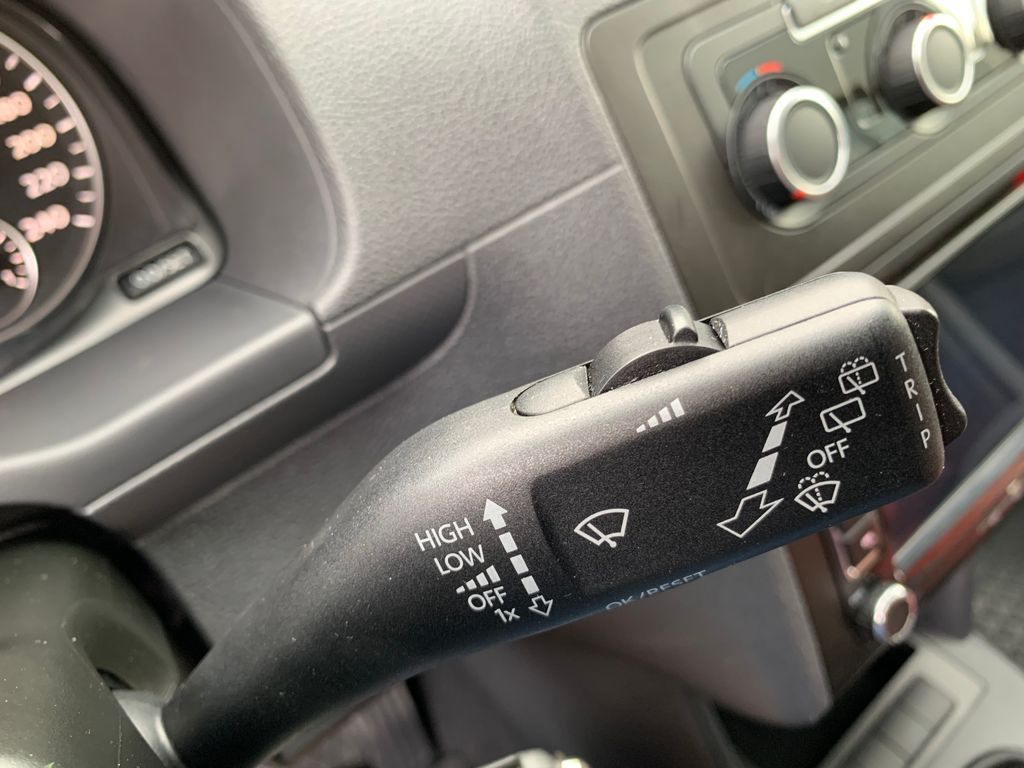 200
220
240
TRIP
OFF
HIGH
LOW
OFF
1x
OK/RESET